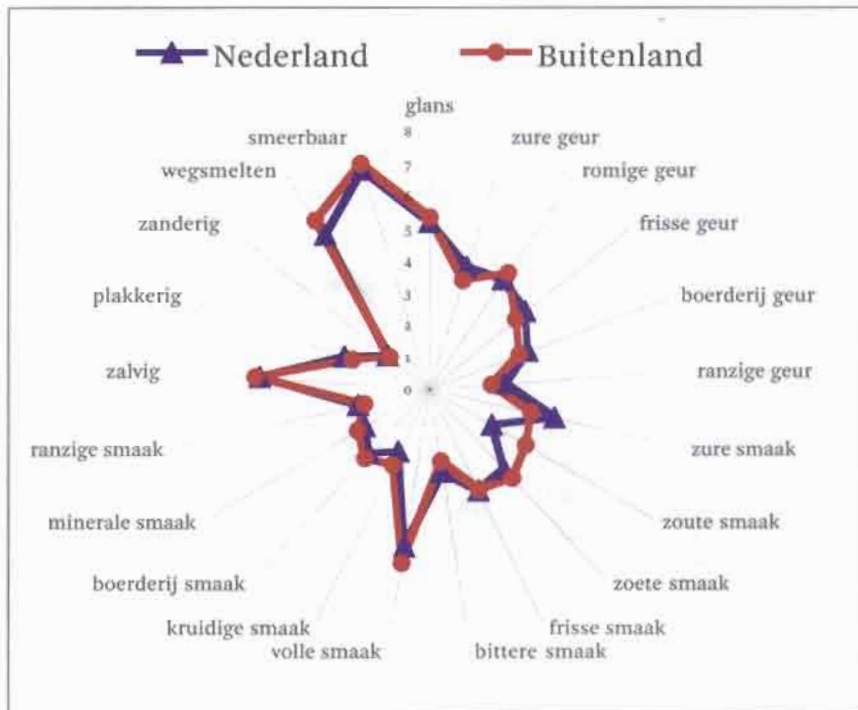 Nederland Buitenland
glans
smeerbaar
zure geur
wegsmelten
romige geur
zanderig
frisse geur
plakkerig
boerderij geur
zalvig
ranzige geur
ranzige smaak
zure smaak
minerale smaak
zoute smaak
boerderij smaak
zoete smaak
kruidige smaak
frisse smaak
volle smaak
bittere smaak
8
7
6
5
4
3
2
1
0